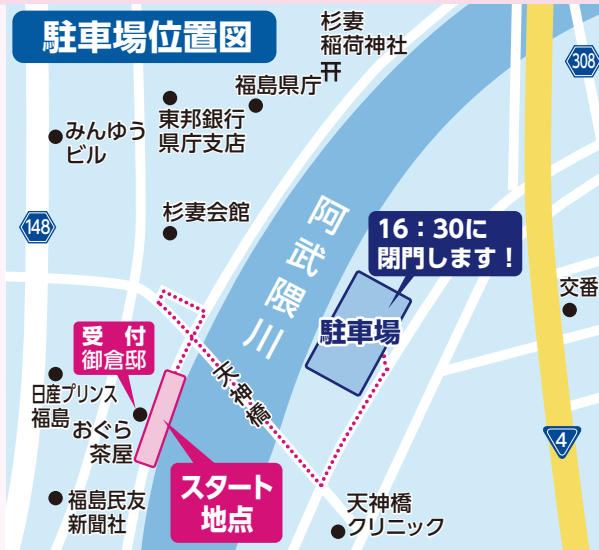 駐車場位置図
杉妻
稲荷神社
308
福島県庁
東邦銀行
県庁支店
みんゆう
ビル
148
杉妻会館
阿武隈川
16：30に
閉門します！
駐車場
交番
受 付
御倉邸
天神橋
日産プリンス
福島
おぐら
茶屋
4
スタート
地点
福島民友
新聞社
天神橋
クリニック